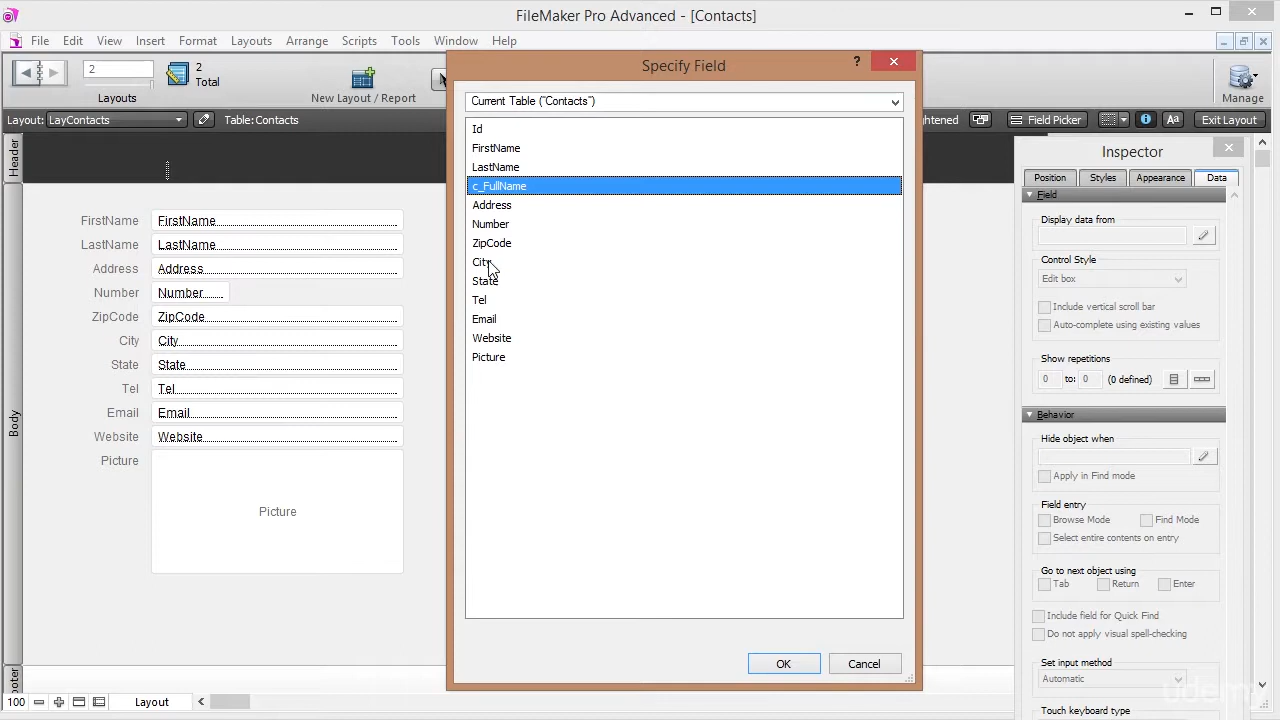 FileMaker Pro Advanced - [Contacts]
File Edit View Insert Format Layouts Arrange Scripts Tools Window Help
2
2
Total
Layouts
New Layout / Report
Manage
Layout: LayContacts
Table: Contacts
htened
Field Picker
Aa
Exit Layout
Header
Body
ooter
FirstName FirstName
LastName LastName
Address Address
Number Number
ZipCode ZipCode
City City
State State
Tel Tel
Email Email
Website Website
Picture
Picture
Specify Field
?
Current Table ("Contacts")
Id
FirstName
LastName
c_FullName
Address
Number
ZipCode
City
State
Tel
Email
Website
Picture
OK Cancel
Inspector
Position Styles Appearance Data
Field
Display data from
Control Style
Edit box
Include vertical scroll bar
Auto-complete using existing values
Show repetitions
0 to: 0 (0 defined)
Behavior
Hide object when
Apply in Find mode
Field entry
Browse Mode Find Mode
Select entire contents on entry
Go to next object using
Tab Return Enter
Include field for Quick Find
Do not apply visual spell-checking
Set input method
Automatic
Touch keyboard type
100
Layout
udemy